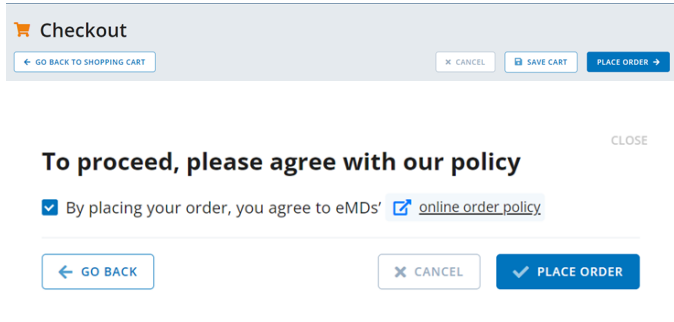 Checkout
GO BACK TO SHOPPING CART CANCEL SAVE CART PLACE ORDER
CLOSE
To proceed, please agree with our policy
By placing your order, you agree to eMDs’ online order policy
GO BACK CANCEL PLACE ORDER